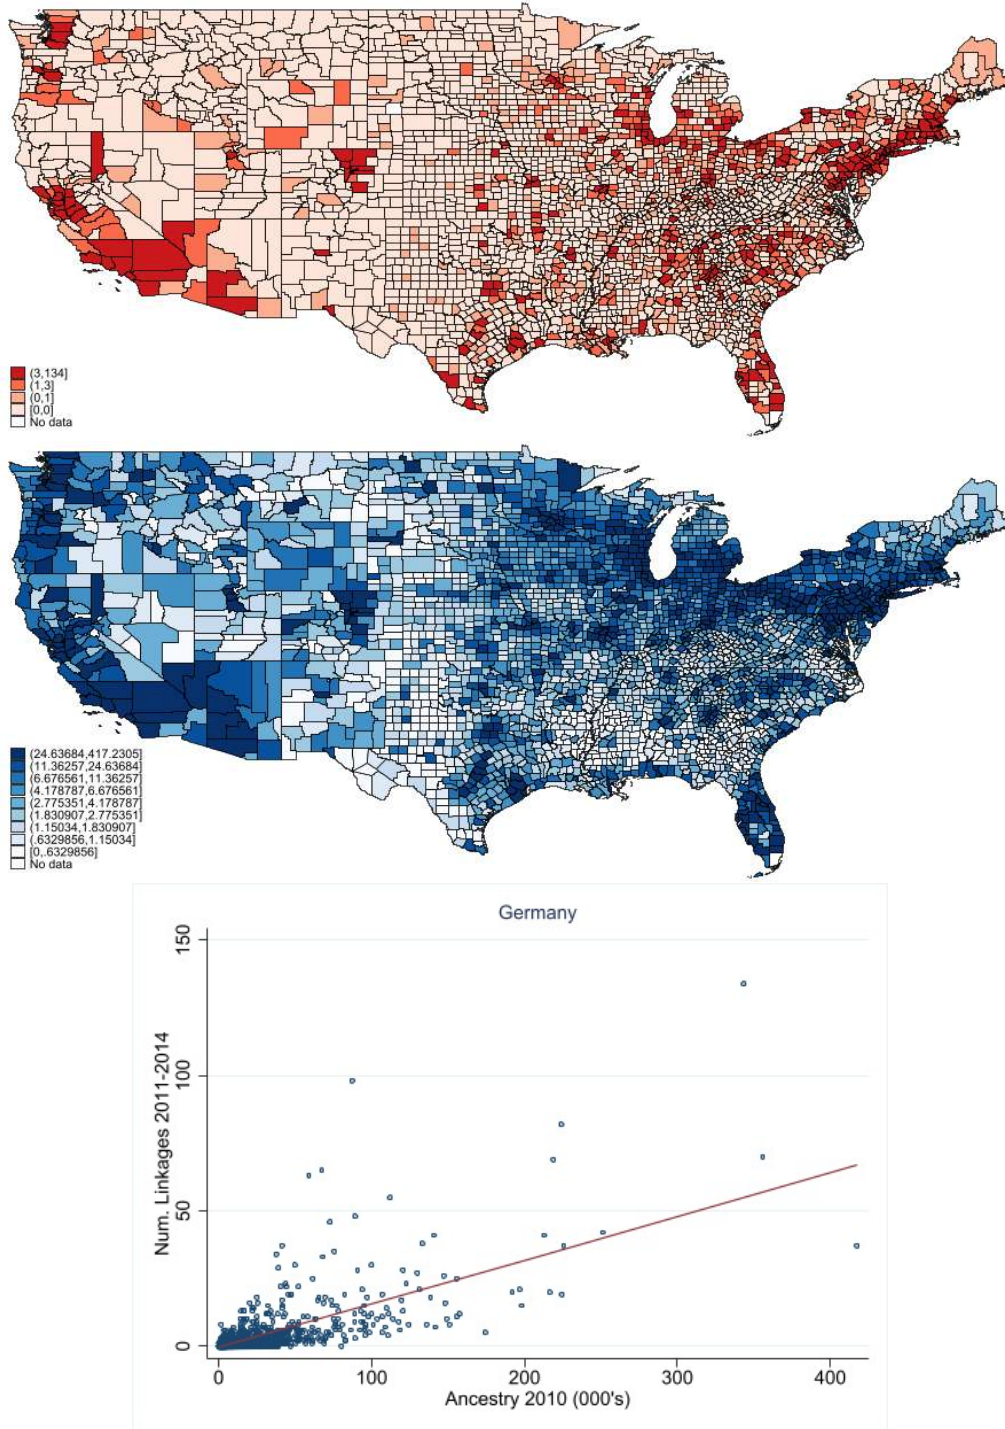 (3,134]
(1,3]
(0,1]
[0,0]
No data
(24.63684,417.2305]
(11.36257,24.63684]
(6.676561,11.36257]
(4.178787,6.676561]
(2.775351,4.178787]
(1.830907,2.775351]
(1.15034,1.830907]
(.6329856,1.15034]
[0,.6329856]
No data
Germany
150
100
50
0
Num. Linkages 2011-2014
0 100 200 300 400
Ancestry 2010 (000's)